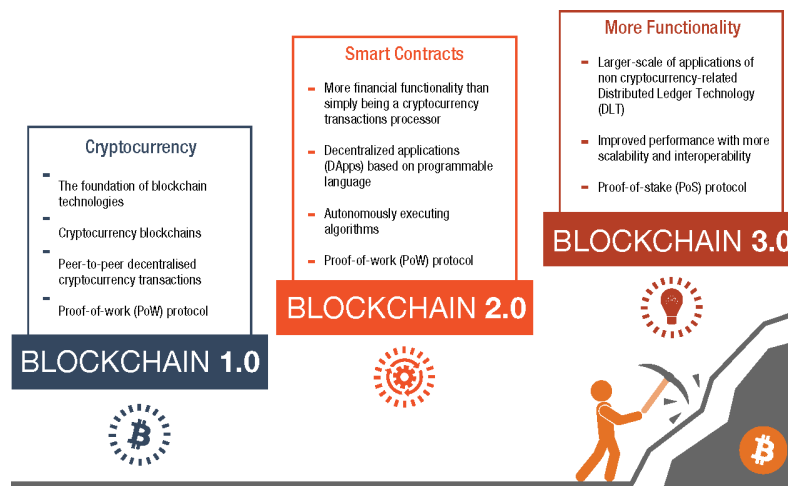 Cryptocurrency
- The foundation of blockchain
technologies
- Cryptocurrency blockchains
- Peer-to-peer decentralised
cryptocurrency transactions
- Proof-of-work (PoW) protocol
BLOCKCHAIN 1.0
Smart Contracts
- More financial functionality than
simply being a cryptocurrency
transactions processor
- Decentralized applications
(DApps) based on programmable
language
- Autonomously executing
algorithms
- Proof-of-work (PoW) protocol
BLOCKCHAIN 2.0
More Functionality
- Larger-scale of applications of
non cryptocurrency-related
Distributed Ledger Technology
(DLT)
- Improved performance with more
scalability and interoperability
- Proof-of-stake (PoS) protocol
BLOCKCHAIN 3.0